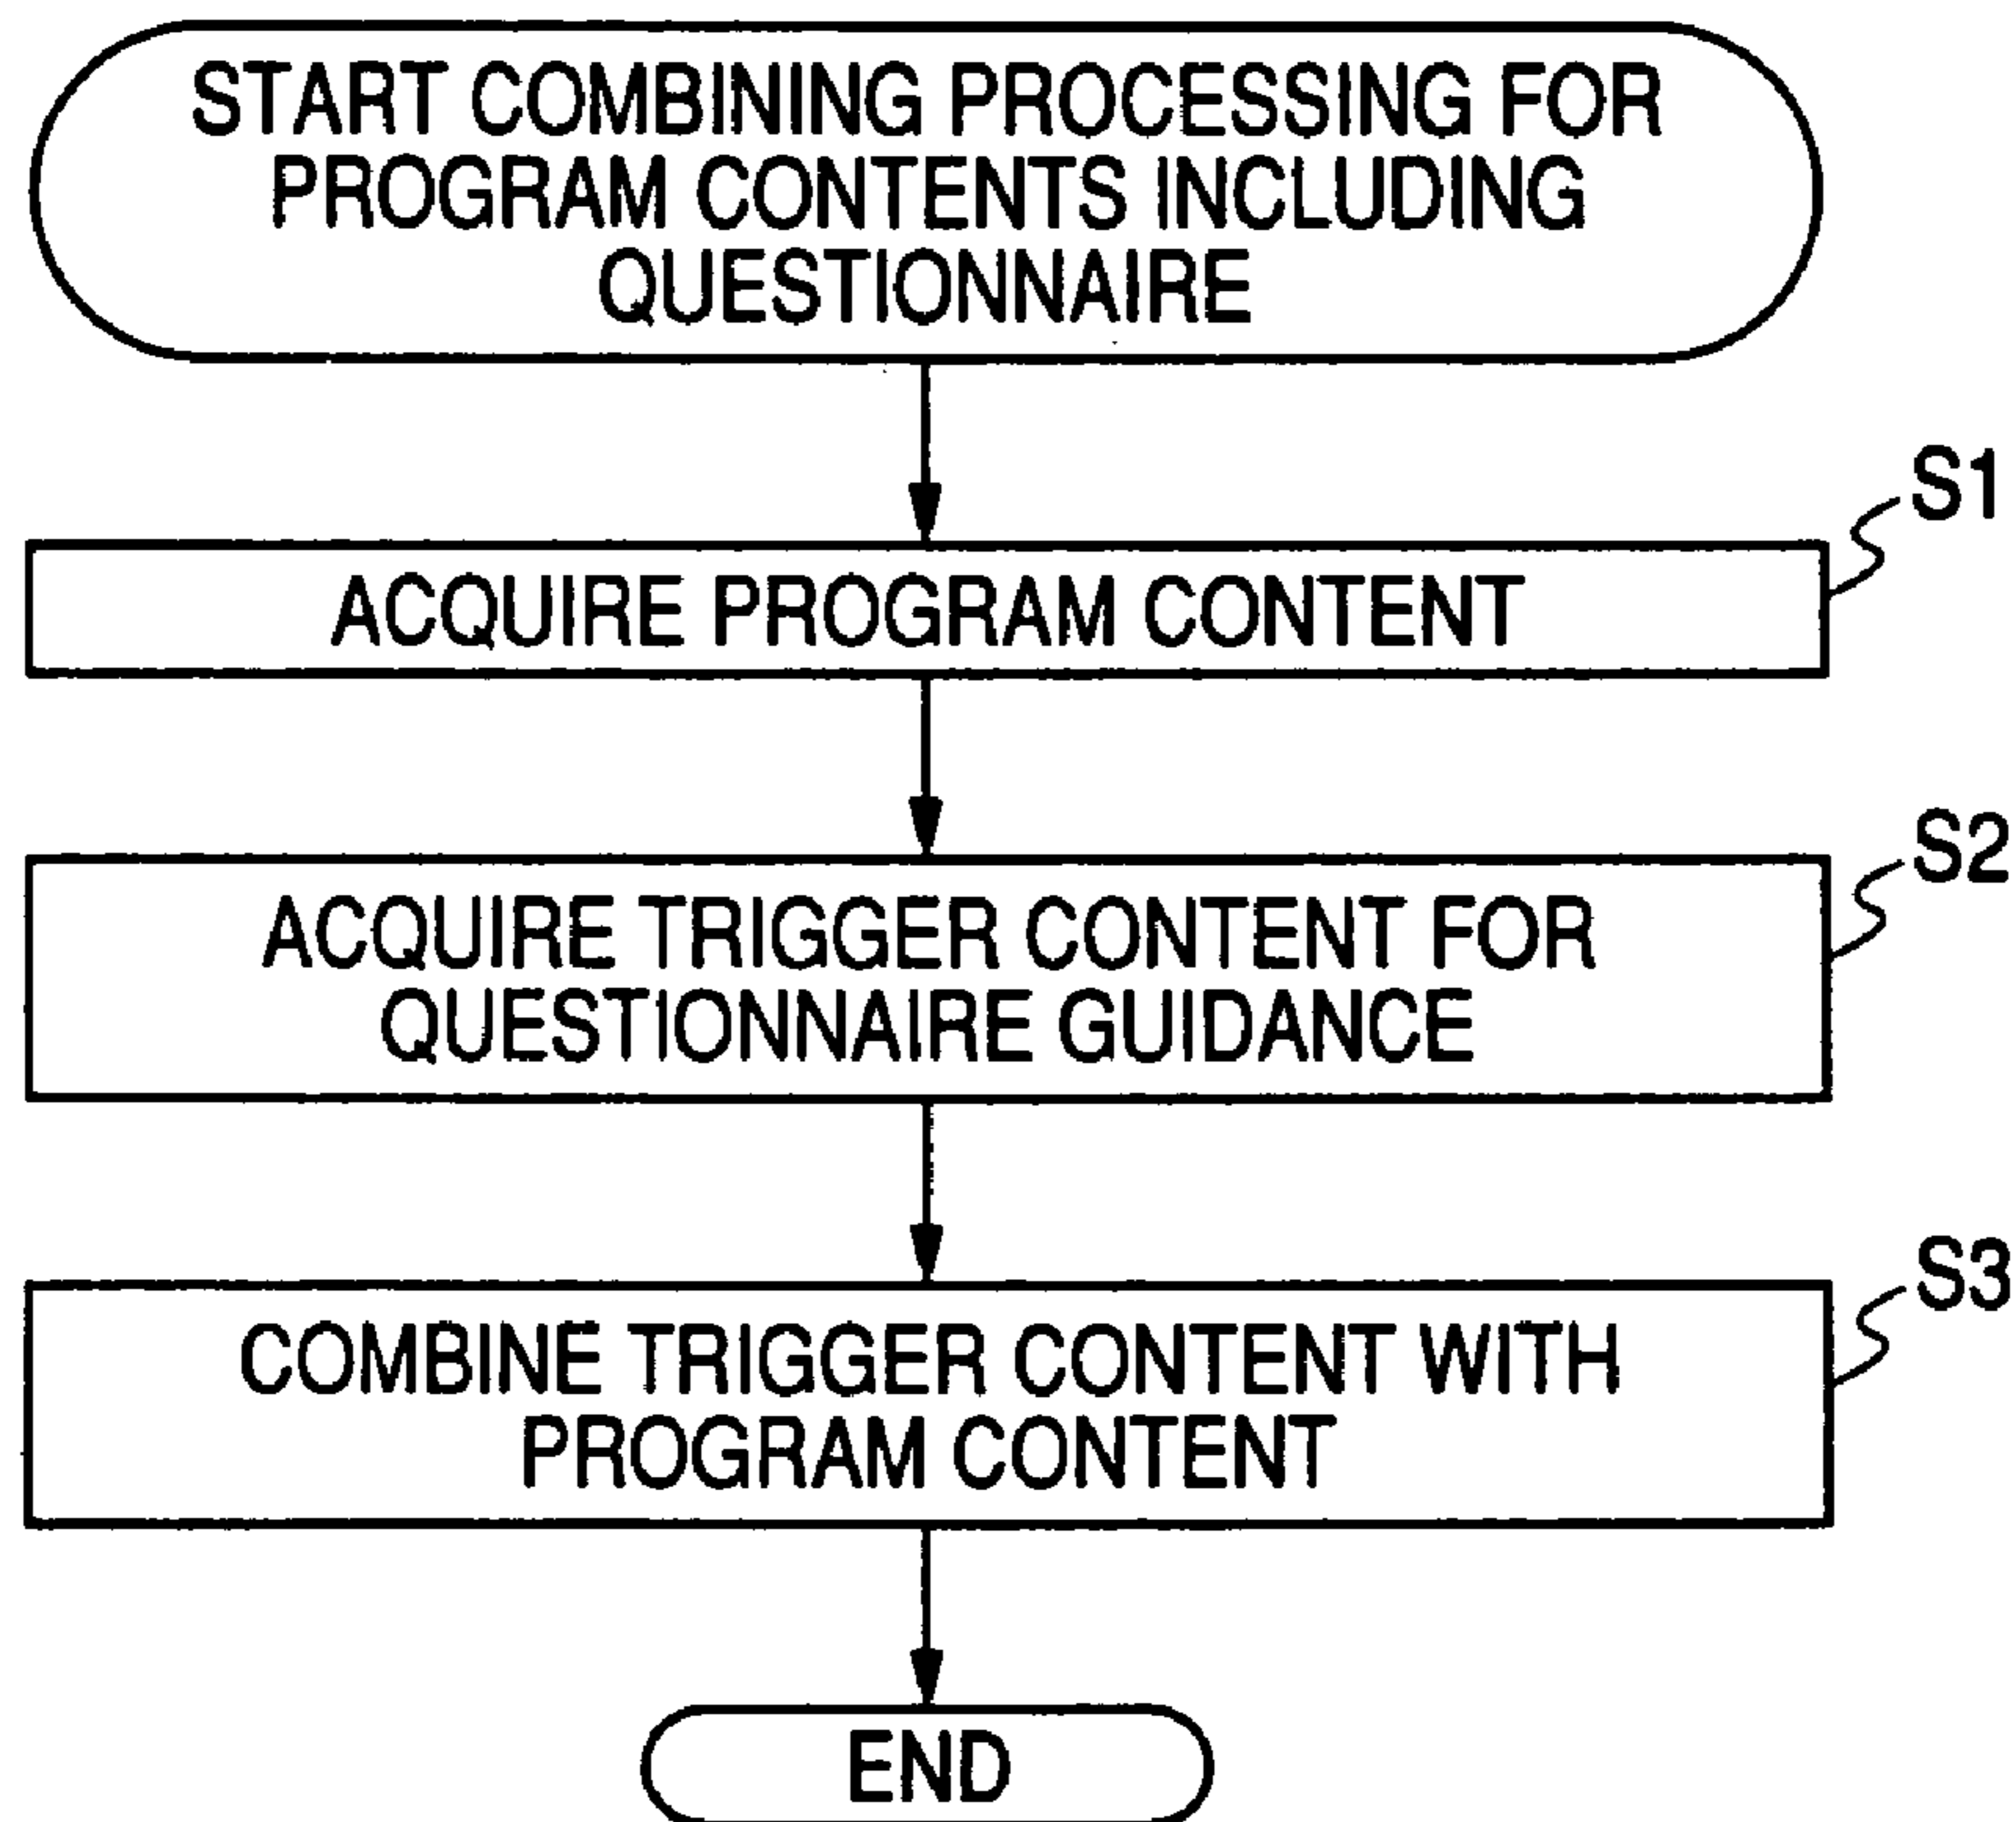 START COMBINING PROCESSING FOR
PROGRAM CONTENTS INCLUDING
QUESTIONNAIRE
S1
ACQUIRE PROGRAM CONTENT
S2
ACQUIRE TRIGGER CONTENT FOR
QUESTIONNAIRE GUIDANCE
S3
COMBINE TRIGGER CONTENT WITH
PROGRAM CONTENT
END